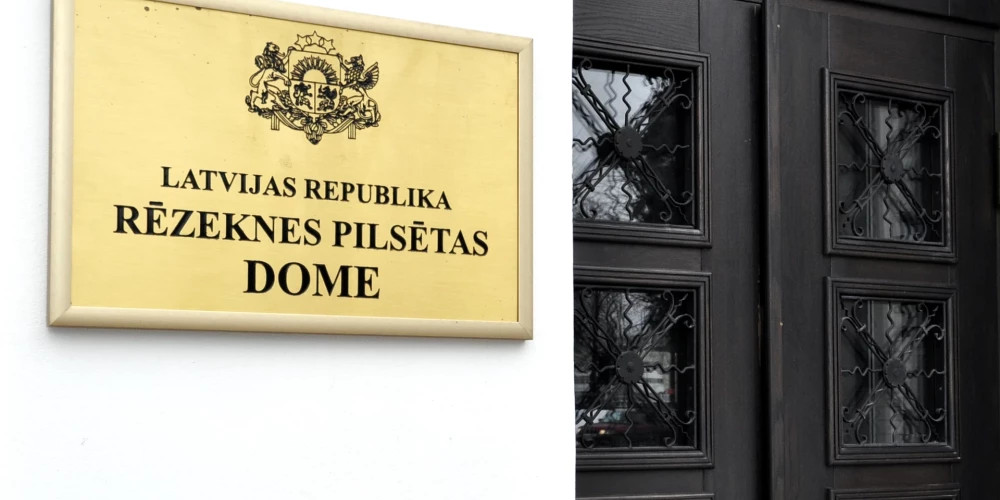 LATVIJAS REPUBLIKA
RĒZEKNES PILSĒTAS
DOME